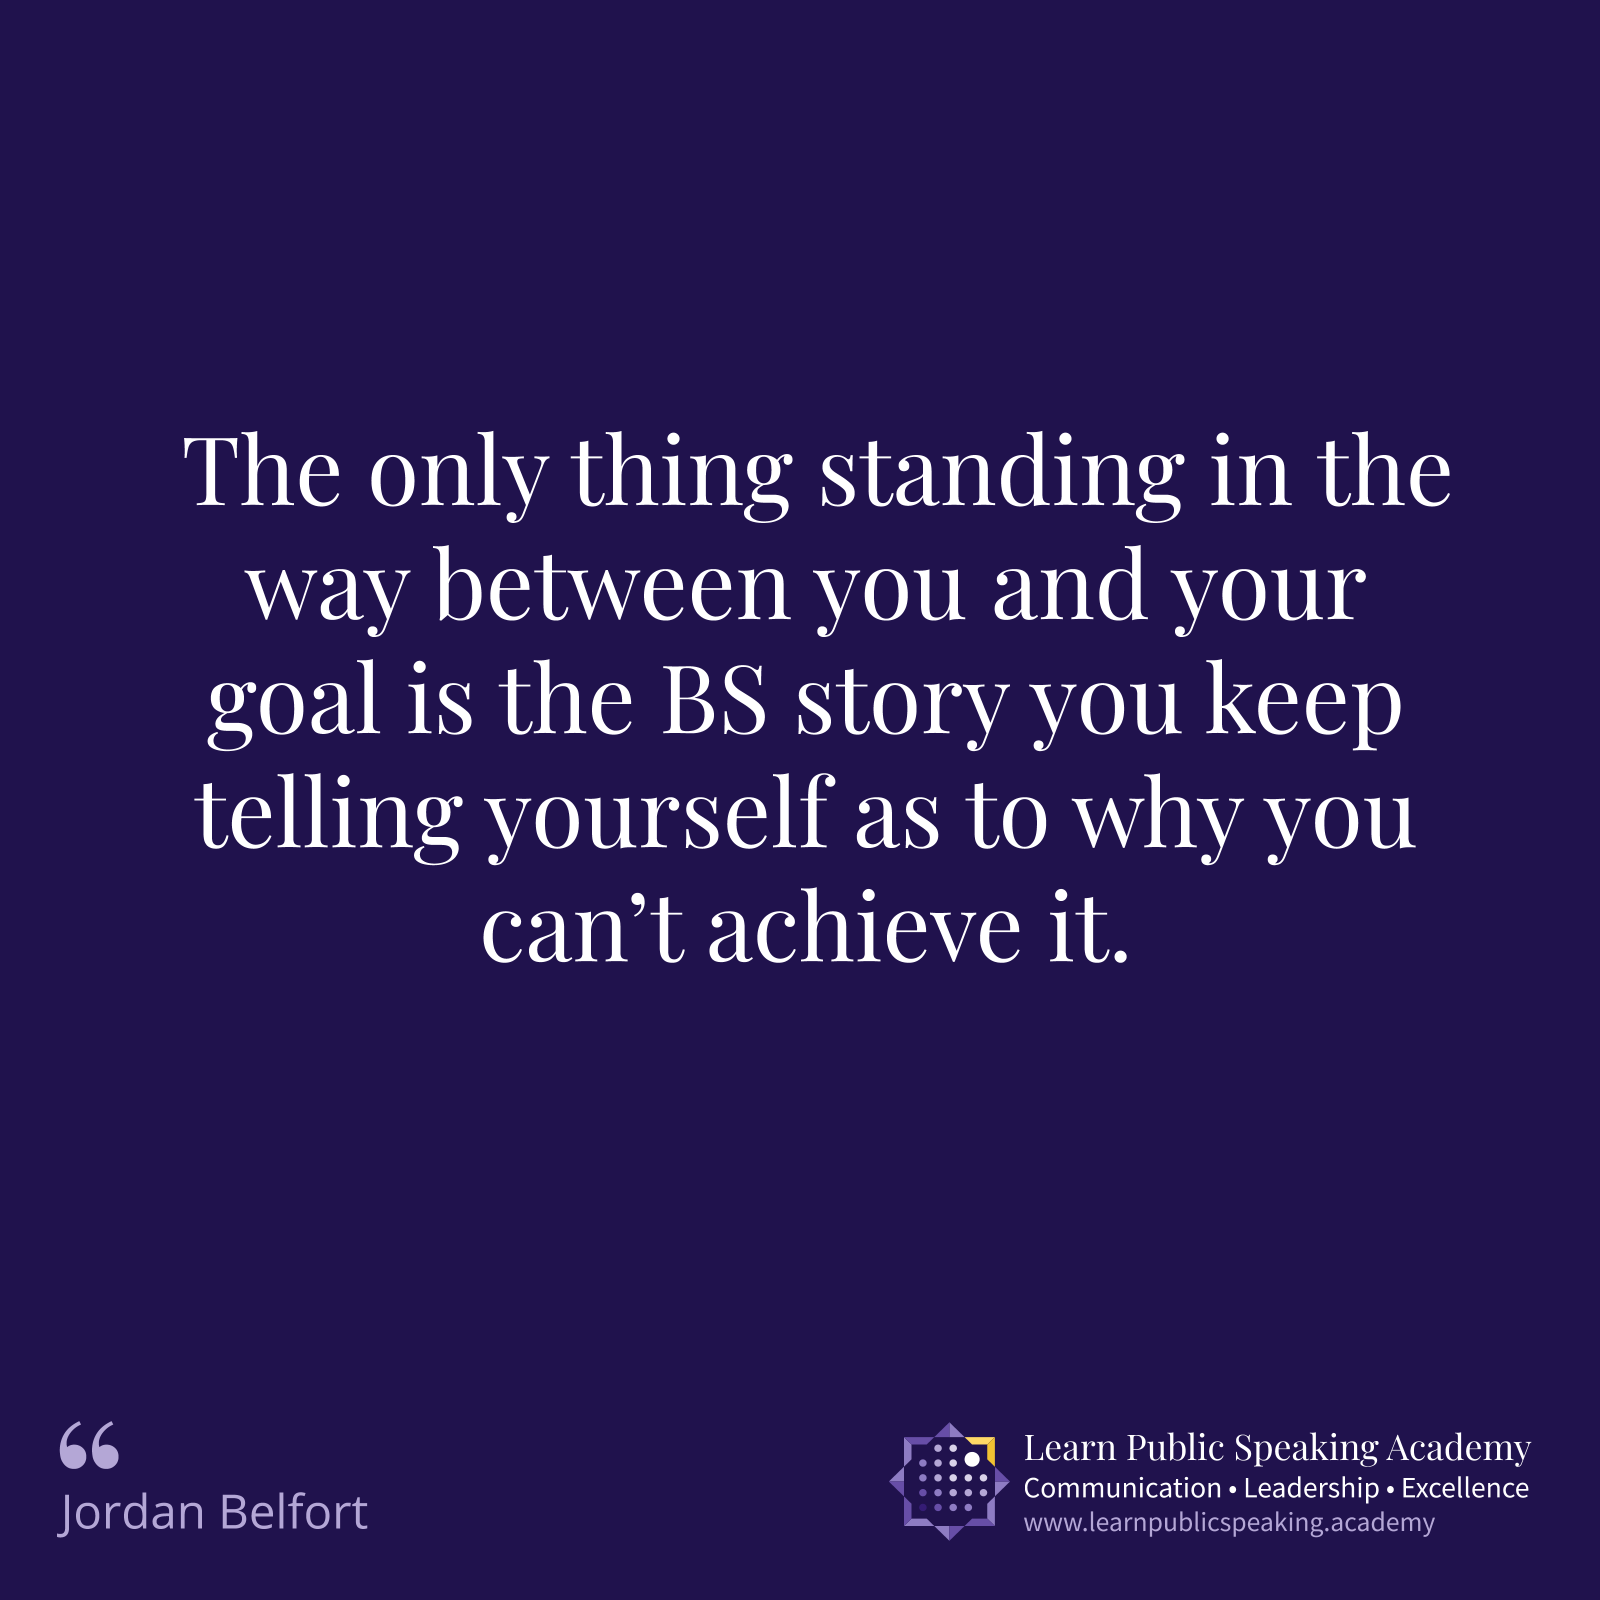 The only thing standing in the
way between you and your
goal is the BS story you keep
telling yourself as to why you
can’t achieve it.
“
Jordan Belfort
Learn Public Speaking Academy
Communication • Leadership • Excellence
www.learnpublicspeaking.academy